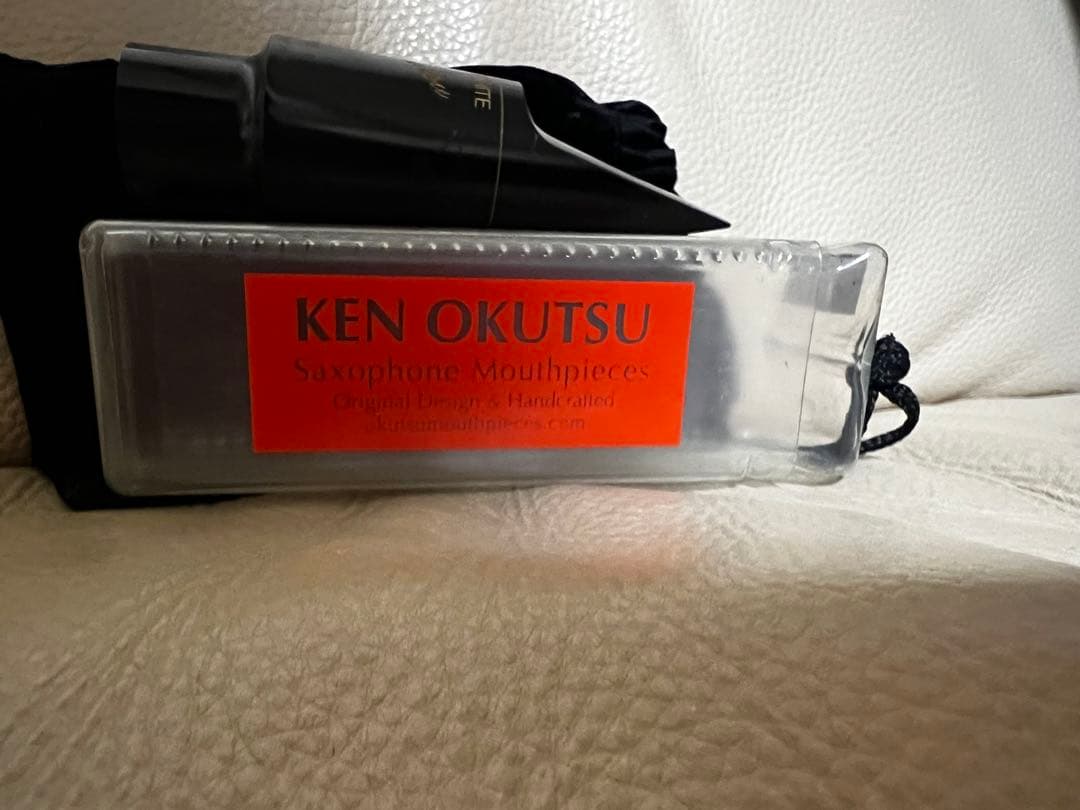 KEN OKUTSU
Saxophone Mouthpieces
Original Design & Handcrafted
okutsumouthpieces.com